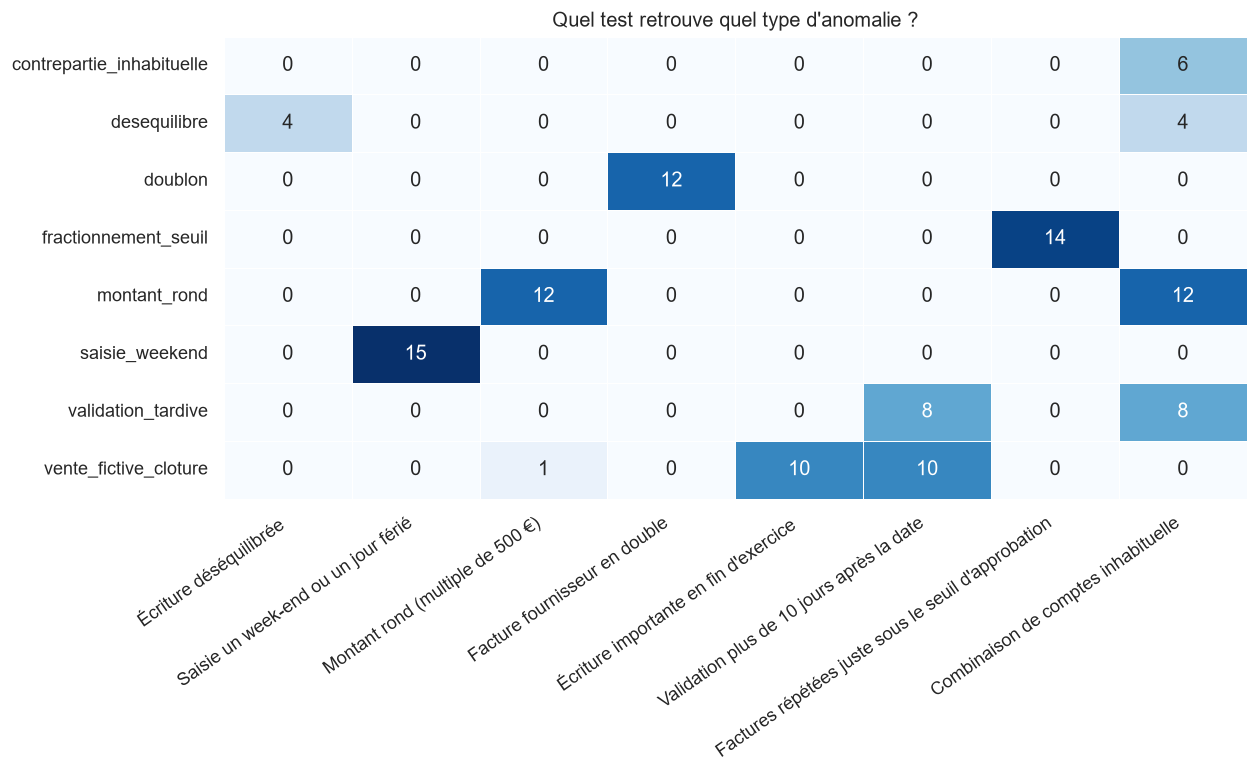 Quel test retrouve quel type d'anomalie ?
contrepartie_inhabituelle 0 0 0 0 0 0 0 6
desequilibre 4 0 0 0 0 0 0 4
doublon 0 0 0 12 0 0 0 0
fractionnement_seuil 0 0 0 0 0 0 14 0
montant_rond 0 0 12 0 0 0 0 12
saisie_weekend 0 15 0 0 0 0 0 0
validation_tardive 0 0 0 0 0 8 0 8
vente_fictive_cloture 0 0 1 0 10 10 0 0
Écriture déséquilibrée
Saisie un week-end ou un jour férié
Montant rond (multiple de 500 €)
Facture fournisseur en double
Écriture importante en fin d'exercice
Validation plus de 10 jours après la date
Factures répétées juste sous le seuil d'approbation
Combinaison de comptes inhabituelle